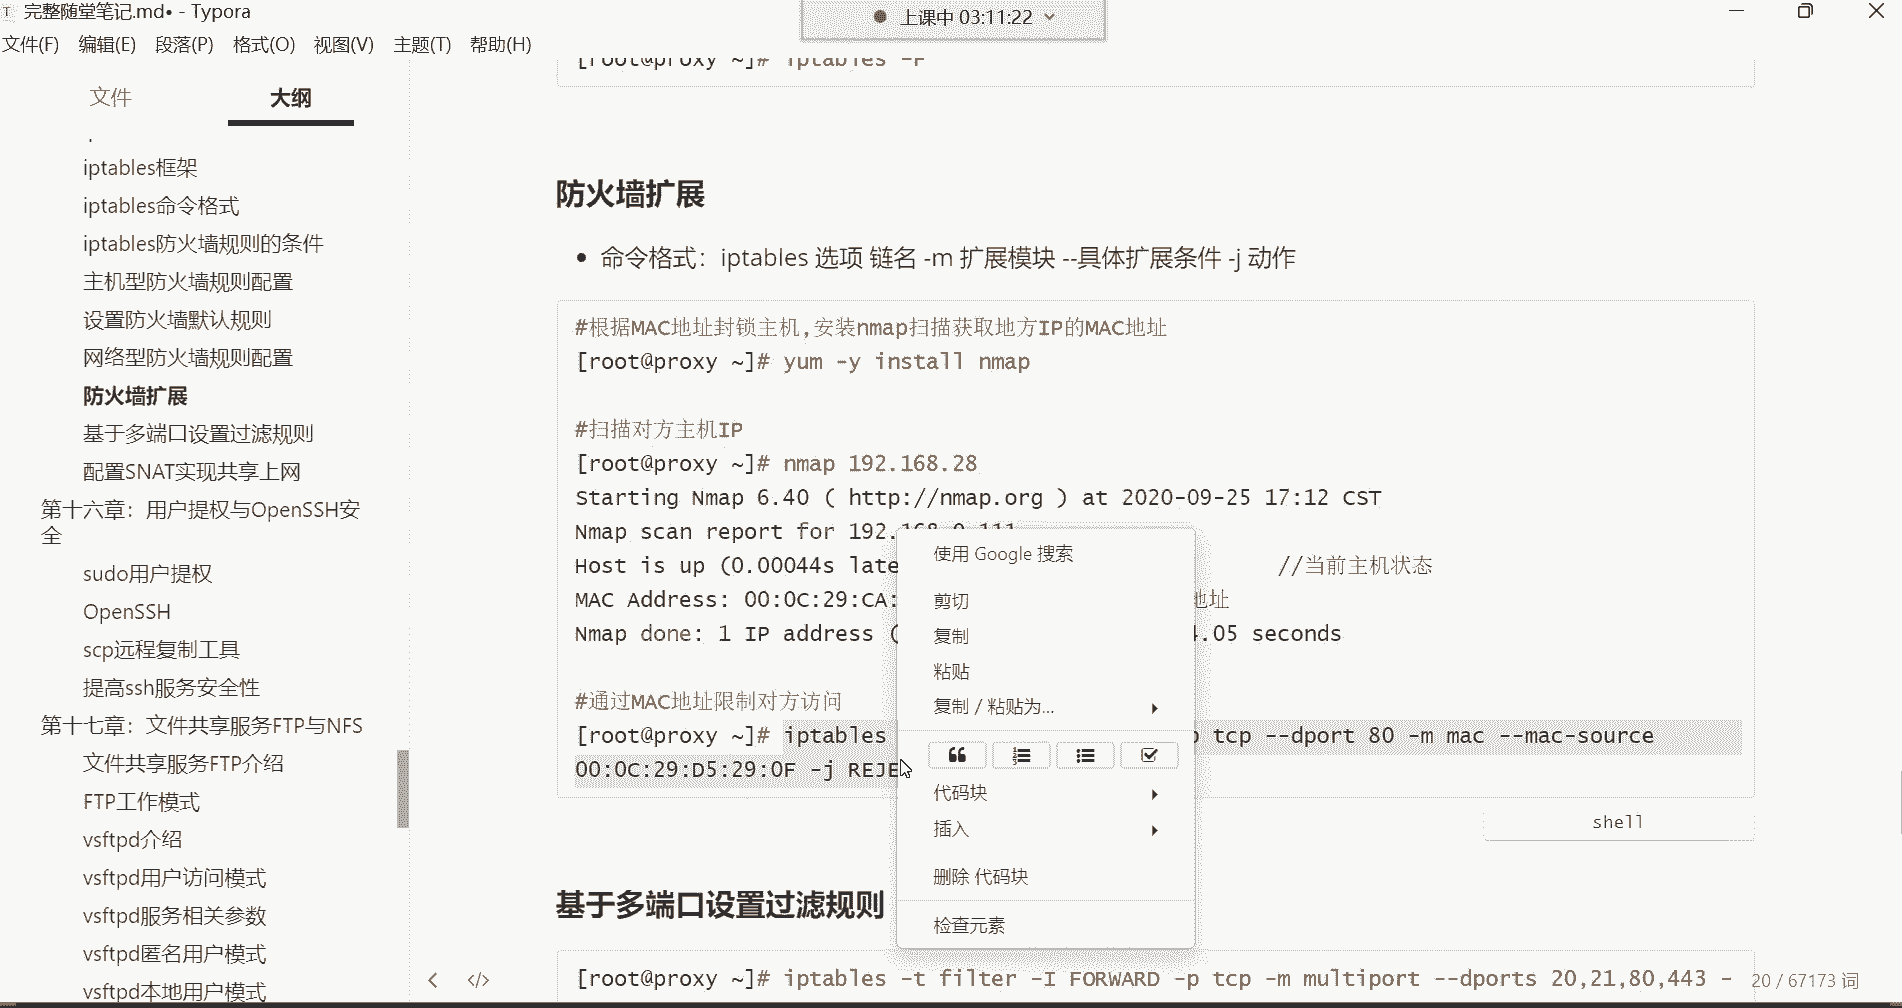 完整随堂笔记.md• - Typora
上课中 03:11:22
文件(F) 编辑(E) 段落(P) 格式(O) 视图(V) 主题(T) 帮助(H)
文件 大纲
iptables框架
iptables命令格式
iptables防火墙规则的条件
主机型防火墙规则配置
设置防火墙默认规则
网络型防火墙规则配置
防火墙扩展
基于多端口设置过滤规则
配置SNAT实现共享上网
第十六章：用户提权与OpenSSH安
全
sudo用户提权
OpenSSH
scp远程复制工具
提高ssh服务安全性
第十七章：文件共享服务FTP与NFS
文件共享服务FTP介绍
FTP工作模式
vsftpd介绍
vsftpd用户访问模式
vsftpd服务相关参数
vsftpd匿名用户模式
vsftpd本地用户模式
[root@proxy ~]# iptables -F
防火墙扩展
命令格式：iptables 选项 链名 -m 扩展模块 --具体扩展条件 -j 动作
#根据MAC地址封锁主机,安装nmap扫描获取地方IP的MAC地址
[root@proxy ~]# yum -y install nmap
#扫描对方主机IP
[root@proxy ~]# nmap 192.168.28
Starting Nmap 6.40 ( http://nmap.org ) at 2020-09-25 17:12 CST
Nmap scan report for 192.168.0.111
Host is up (0.00044s late //当前主机状态
MAC Address: 00:0C:29:CA: 地址
Nmap done: 1 IP address ( 4.05 seconds
#通过MAC地址限制对方访问
[root@proxy ~]# iptables tcp --dport 80 -m mac --mac-source
00:0C:29:D5:29:0F -j REJE
shell
使用 Google 搜索
剪切
复制
粘贴
复制 / 粘贴为...
代码块
插入
删除 代码块
检查元素
基于多端口设置过滤规则
[root@proxy ~]# iptables -t filter -I FORWARD -p tcp -m multiport --dports 20,21,80,443 -
20 / 67173 词